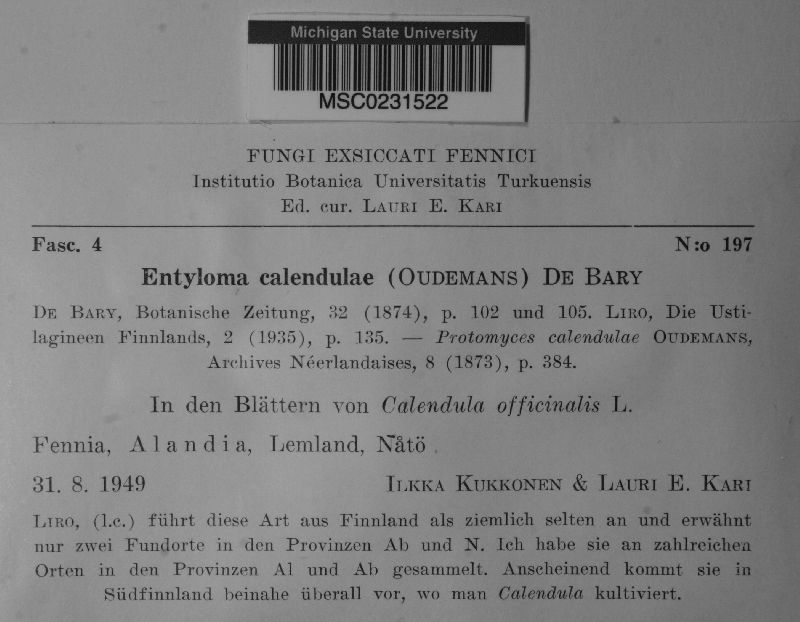 Michigan State University
MSC0231522
FUNGI EXSICCATI FENNICI
Institutio Botanica Universitatis Turkuensis
Ed. cur. LAURI E. KARI
Fasc. 4 N:o 197
Entyloma calendulae (OUDEMANS) DE BARY
DE BARY, Botanische Zeitung, 32 (1874), p. 102 und 105. LIRO, Die Usti-
lagineen Finnlands, 2 (1935), p. 135. — Protomyces calendulae OUDEMANS,
Archives Néerlandaises, 8 (1873), p. 384.
In den Blättern von Calendula officinalis L.
Fennia, Alandia, Lemland, Nåtö.
31. 8. 1949 ILKKA KUKKONEN & LAURI E. KARI
LIRO, (l.c.) führt diese Art aus Finnland als ziemlich selten an und erwähnt
nur zwei Fundorte in den Provinzen Ab und N. Ich habe sie an zahlreichen
Orten in den Provinzen Al und Ab gesammelt. Anscheinend kommt sie in
Südfinnland beinahe überall vor, wo man Calendula kultiviert.